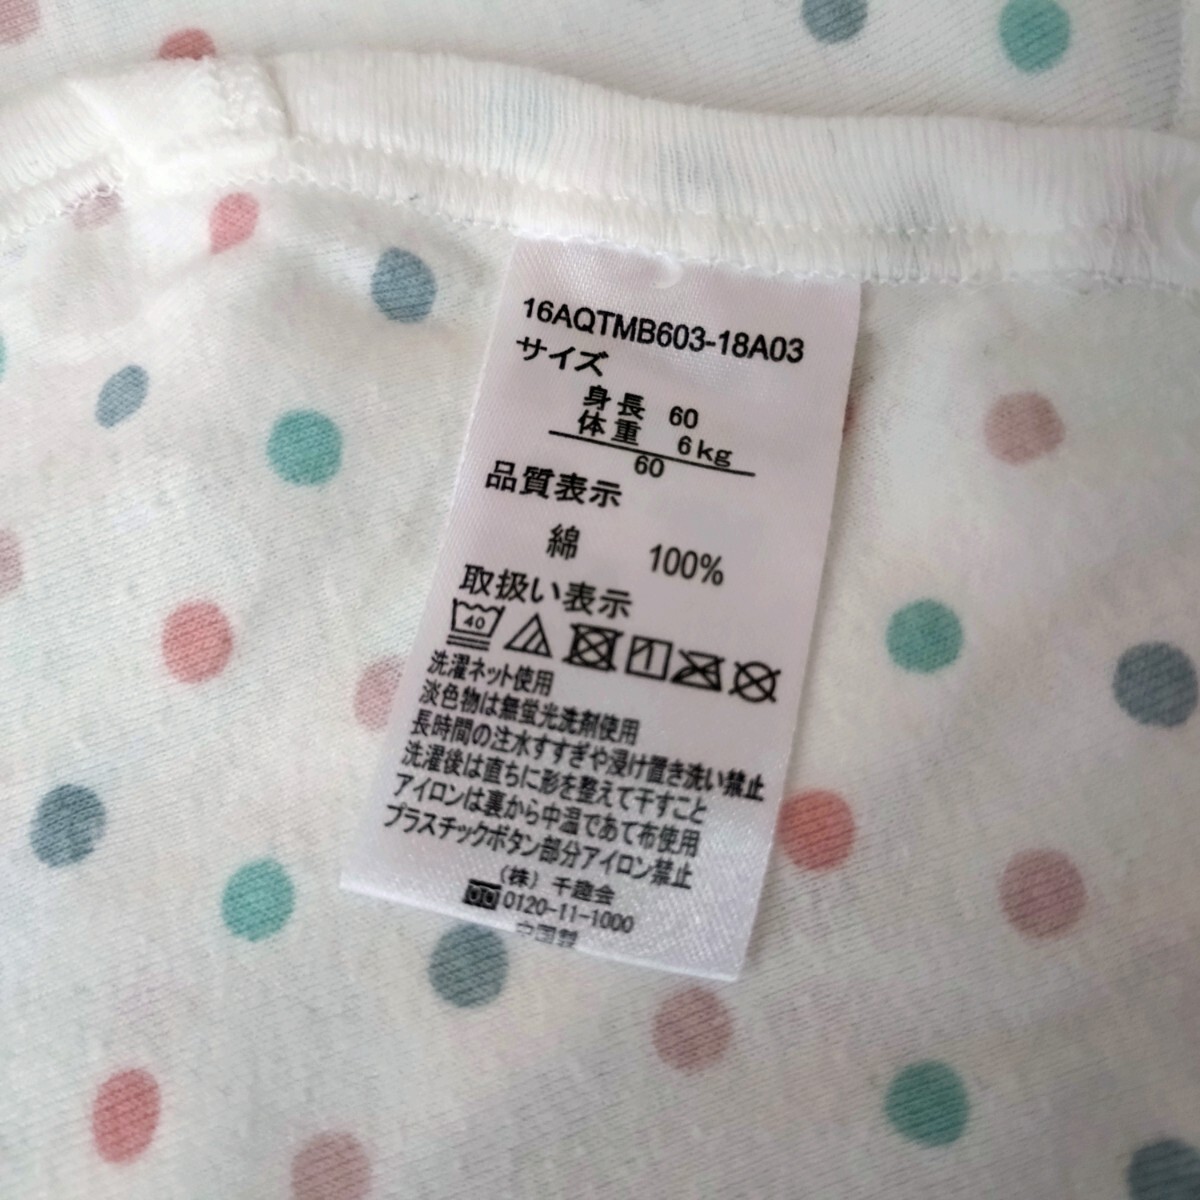 16AQTMB603-18A03
サイズ
身長 60
体重 6kg
60
品質表示
綿 100%
取扱い表示
40
洗濯ネット使用
淡色物は無蛍光洗剤使用
長時間の注水すすぎや浸け置き洗い禁止
洗濯後は直ちに形を整えて干すこと
アイロンは裏から中温であて布使用
プラスチックボタン部分アイロン禁止
(株) 千趣会
0120-11-1000
中国製